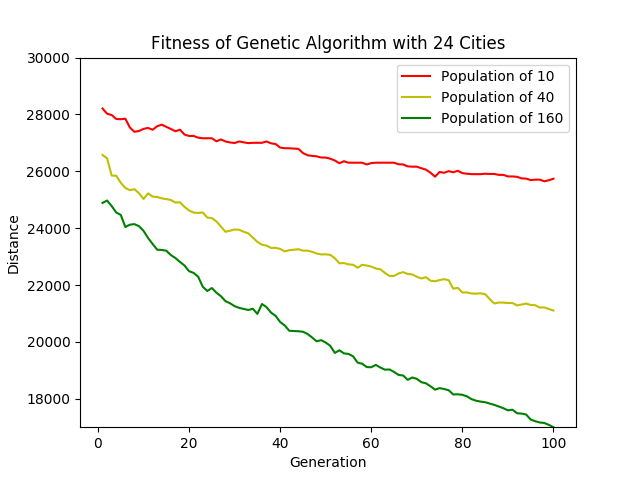 Fitness of Genetic Algorithm with 24 Cities
30000
28000
26000
24000
22000
20000
18000
Distance
Population of 10
Population of 40
Population of 160
0 20 40 60 80 100
Generation